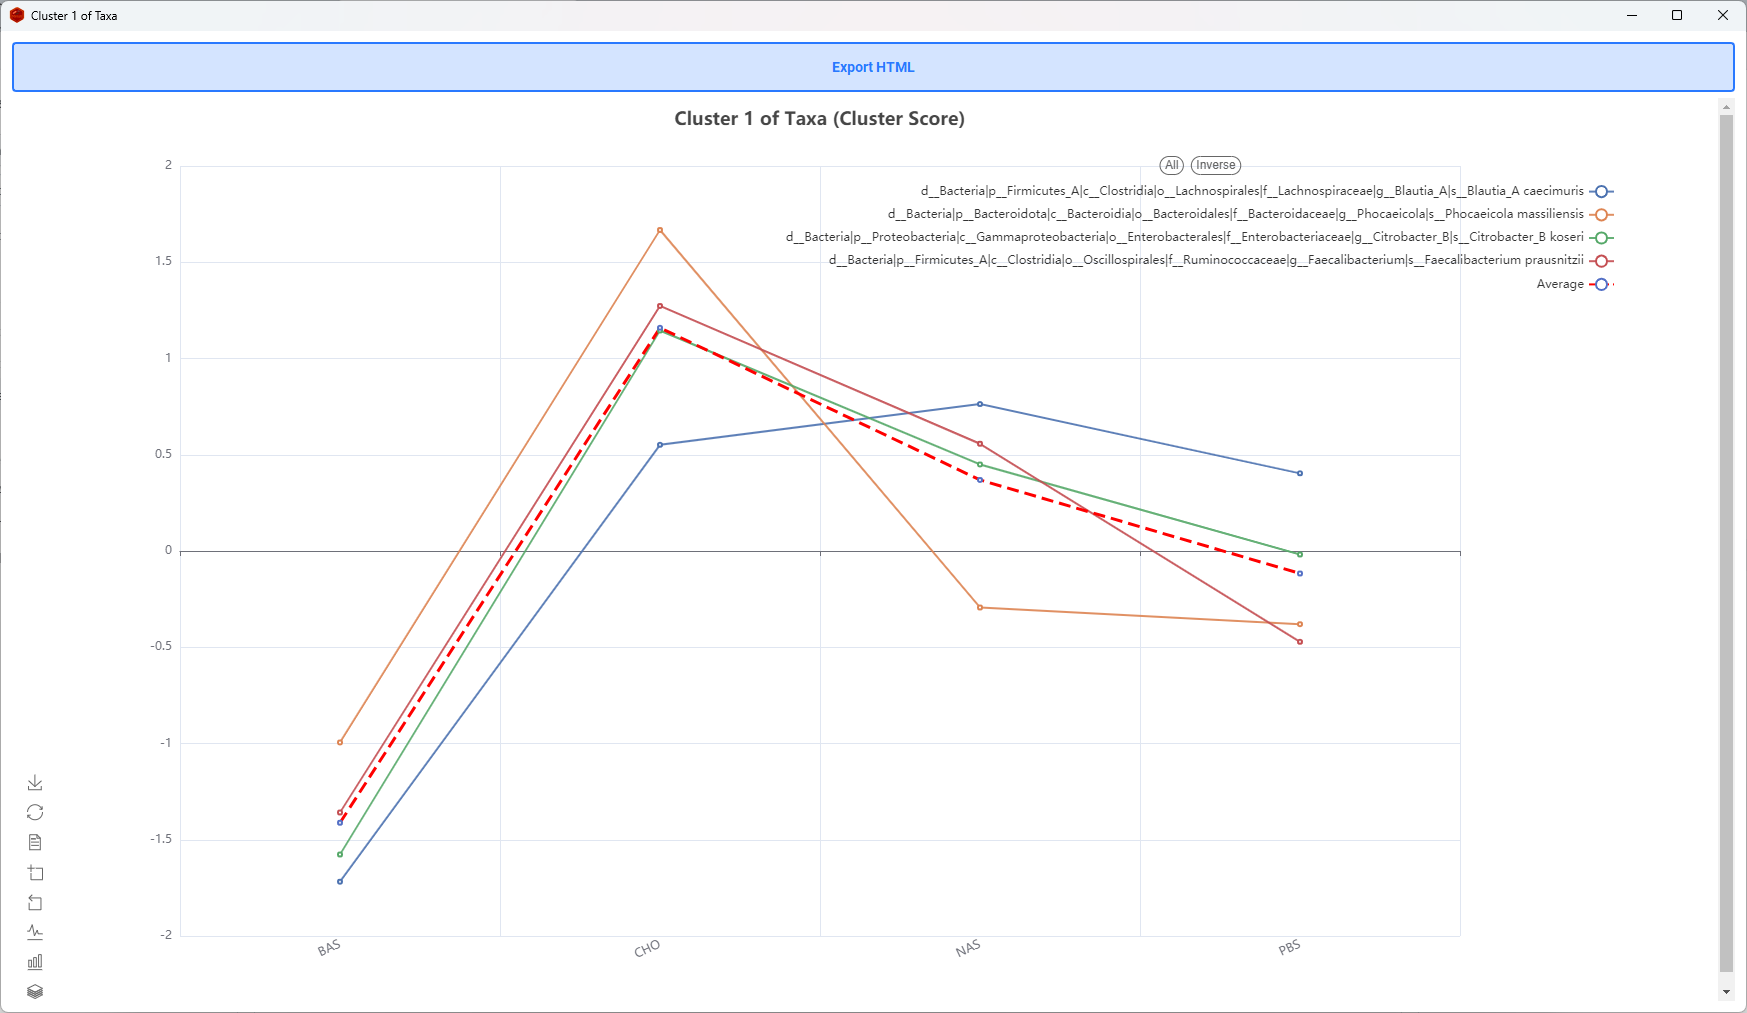 Cluster 1 of Taxa
Export HTML
Cluster 1 of Taxa (Cluster Score)
All Inverse
d__Bacteria|p__Firmicutes_A|c__Clostridia|o__Lachnospirales|f__Lachnospiraceae|g__Blautia_A|s__Blautia_A caecimuris
d__Bacteria|p__Bacteroidota|c__Bacteroidia|o__Bacteroidales|f__Bacteroidaceae|g__Phocaeicola|s__Phocaeicola massiliensis
d__Bacteria|p__Proteobacteria|c__Gammaproteobacteria|o__Enterobacterales|f__Enterobacteriaceae|g__Citrobacter_B|s__Citrobacter_B koseri
d__Bacteria|p__Firmicutes_A|c__Clostridia|o__Oscillospirales|f__Ruminococcaceae|g__Faecalibacterium|s__Faecalibacterium prausnitzii
Average
2
1.5
1
0.5
0
-0.5
-1
-1.5
-2
BAS CHO NAS PBS